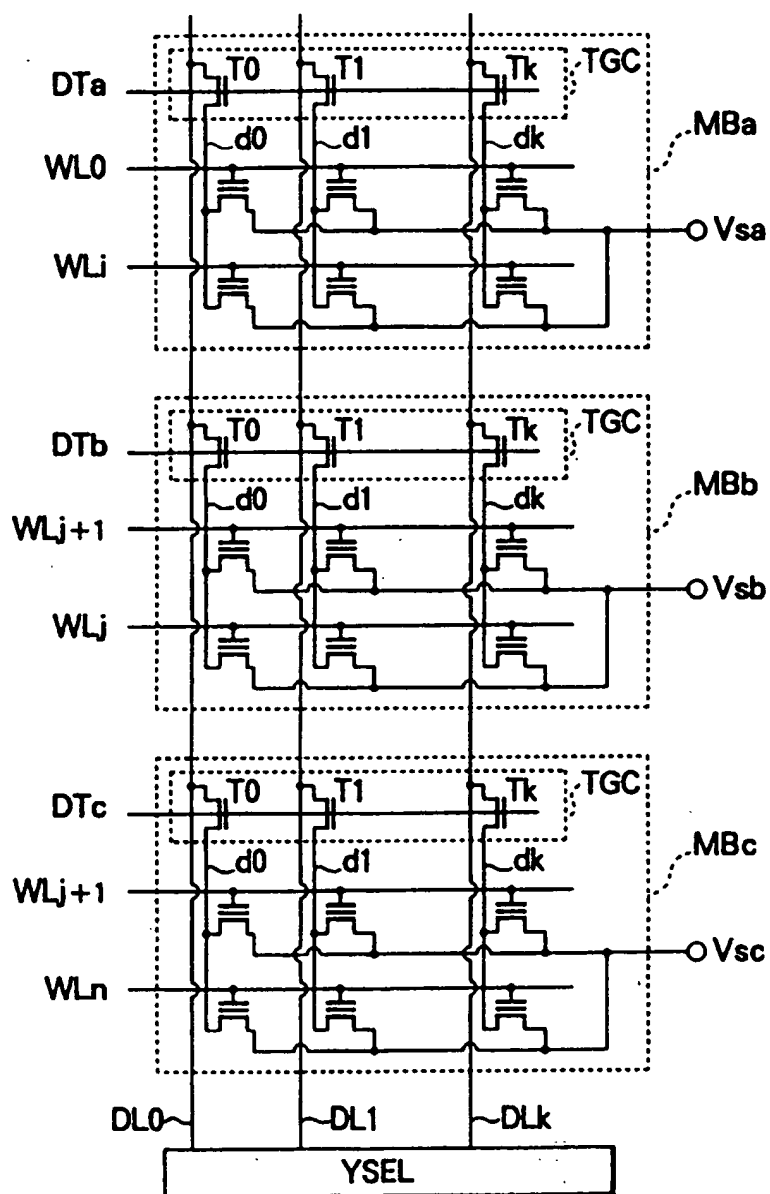 T0 T1 Tk TGC
DTa
d0 d1 dk MBa
WL0
Vsa
WLi
T0 T1 Tk TGC
DTb
d0 d1 dk MBb
WLj+1
Vsb
WLj
T0 T1 Tk TGC
DTc
d0 d1 dk MBc
WLj+1
Vsc
WLn
DL0 DL1 DLk
YSEL